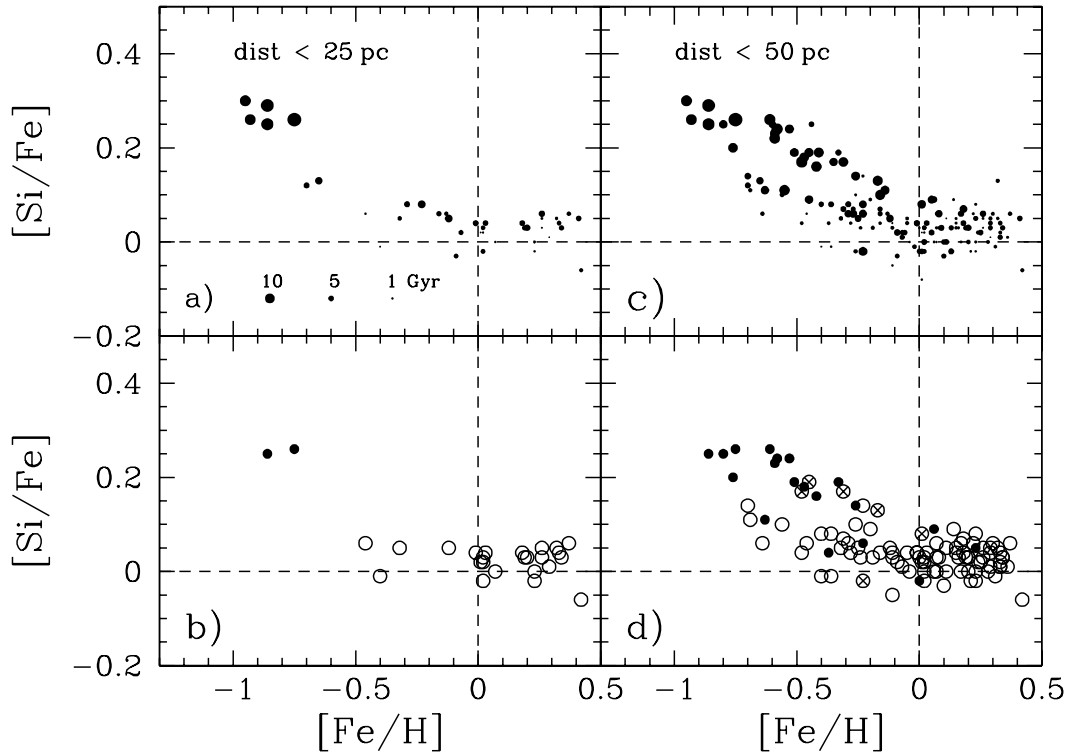 dist < 25 pc
dist < 50 pc
0.4
[Si/Fe]
0.2
0
10 5 1 Gyr
a)
c)
−0.2
0.4
[Si/Fe]
0.2
0
b)
d)
−0.2
−1 −0.5 0 0.5 −1 −0.5 0 0.5
[Fe/H] [Fe/H]